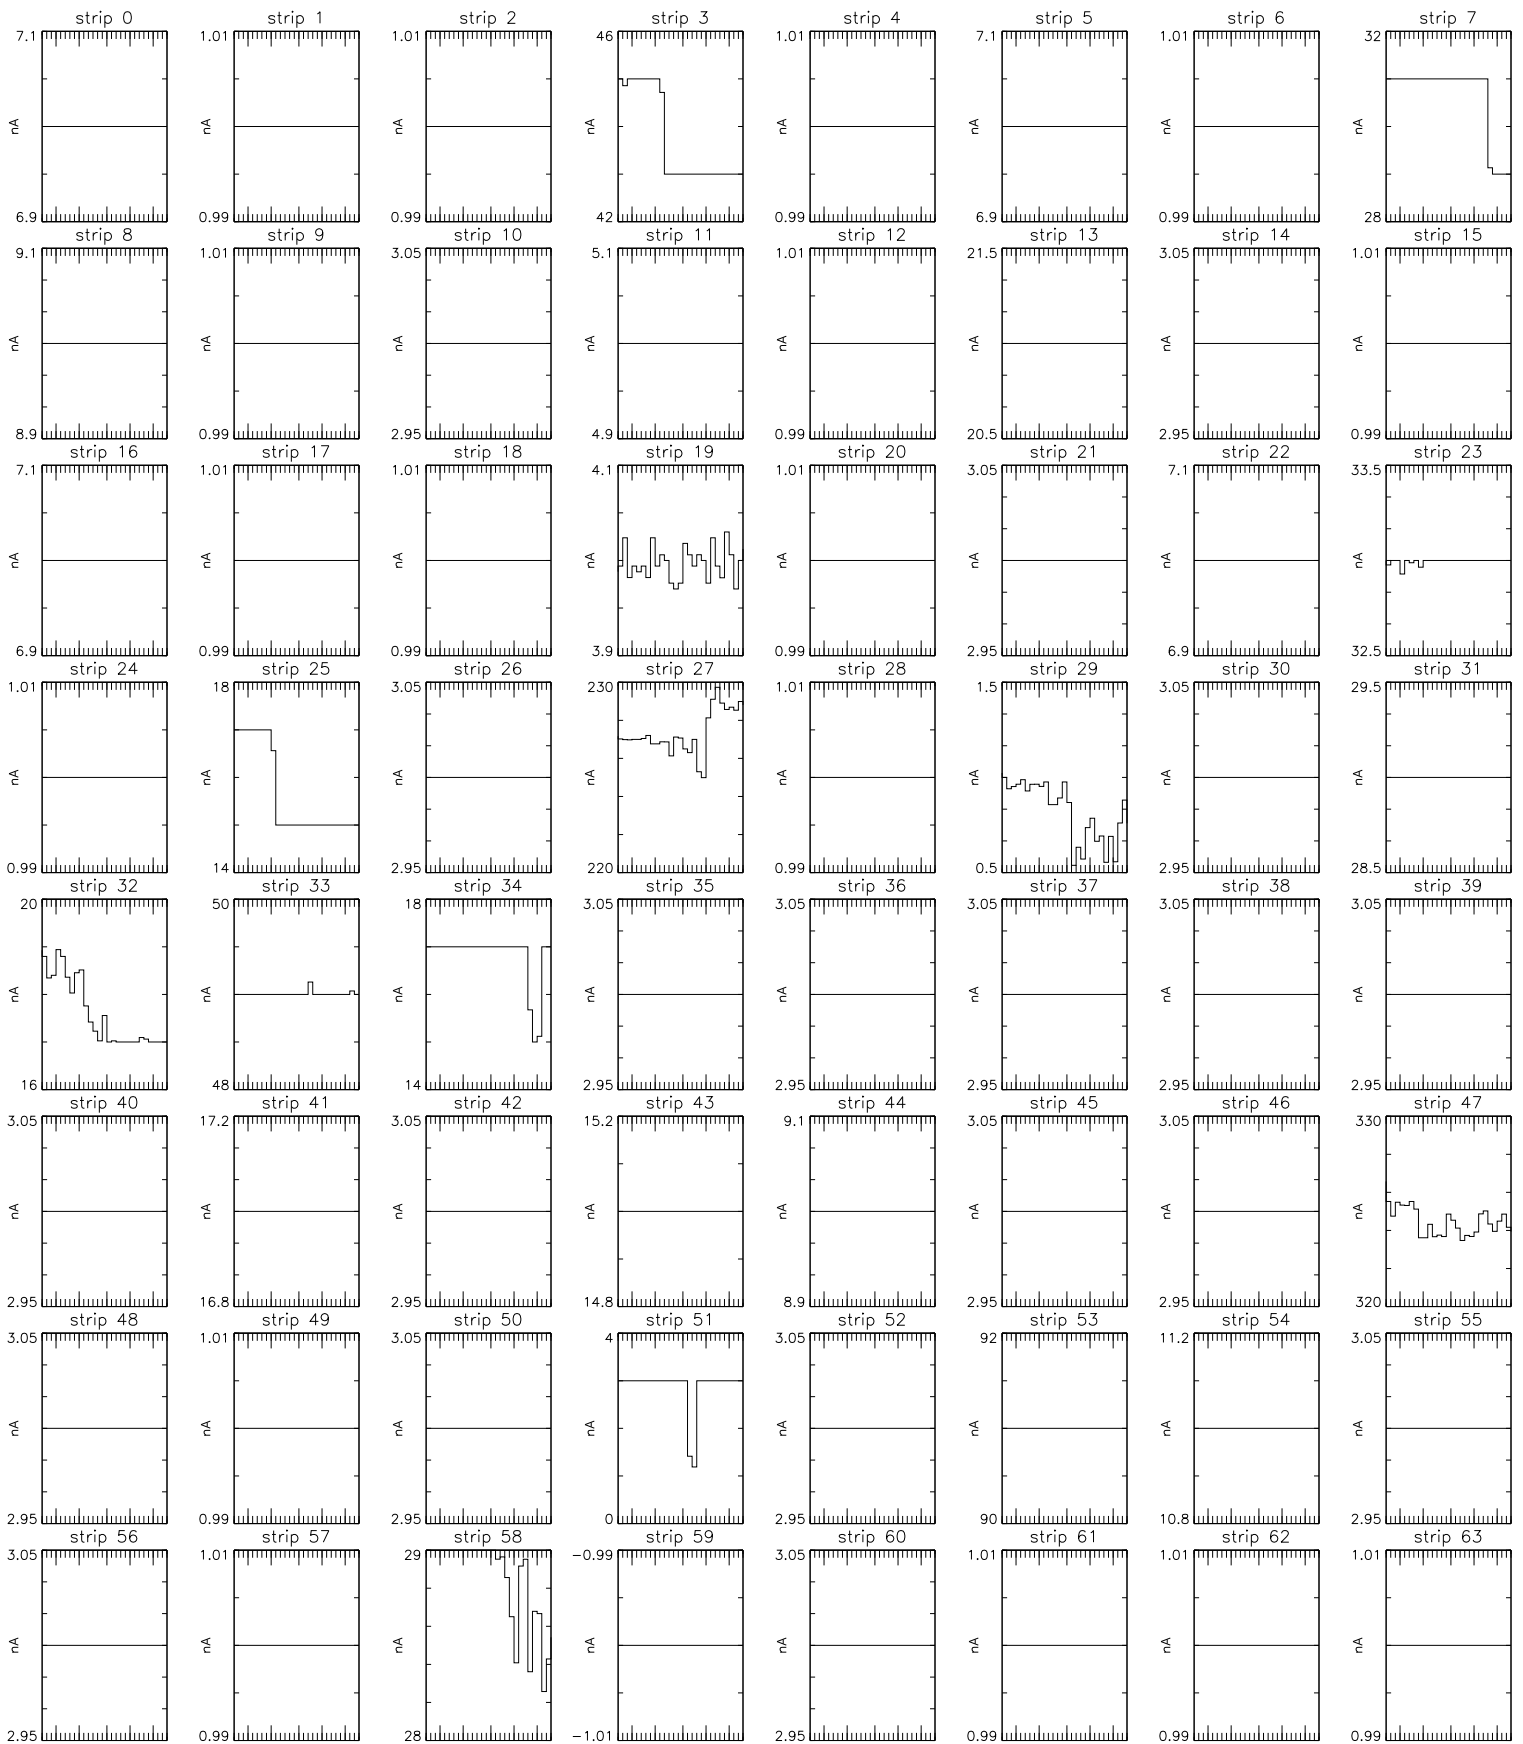 strip 0 strip 1 strip 2 strip 3 strip 4 strip 5 strip 6 strip 7
7.1 1.01 1.01 46 1.01 7.1 1.01 32
nA nA nA nA nA nA nA nA
6.9 0.99 0.99 42 0.99 6.9 0.99 28
strip 8 strip 9 strip 10 strip 11 strip 12 strip 13 strip 14 strip 15
9.1 1.01 3.05 5.1 1.01 21.5 3.05 1.01
nA nA nA nA nA nA nA nA
8.9 0.99 2.95 4.9 0.99 20.5 2.95 0.99
strip 16 strip 17 strip 18 strip 19 strip 20 strip 21 strip 22 strip 23
7.1 1.01 1.01 4.1 1.01 3.05 7.1 33.5
nA nA nA nA nA nA nA nA
6.9 0.99 0.99 3.9 0.99 2.95 6.9 32.5
strip 24 strip 25 strip 26 strip 27 strip 28 strip 29 strip 30 strip 31
1.01 18 3.05 230 1.01 1.5 3.05 29.5
nA nA nA nA nA nA nA nA
0.99 14 2.95 220 0.99 0.5 2.95 28.5
strip 32 strip 33 strip 34 strip 35 strip 36 strip 37 strip 38 strip 39
20 50 18 3.05 3.05 3.05 3.05 3.05
nA nA nA nA nA nA nA nA
16 48 14 2.95 2.95 2.95 2.95 2.95
strip 40 strip 41 strip 42 strip 43 strip 44 strip 45 strip 46 strip 47
3.05 17.2 3.05 15.2 9.1 3.05 3.05 330
nA nA nA nA nA nA nA nA
2.95 16.8 2.95 14.8 8.9 2.95 2.95 320
strip 48 strip 49 strip 50 strip 51 strip 52 strip 53 strip 54 strip 55
3.05 1.01 3.05 4 3.05 92 11.2 3.05
nA nA nA nA nA nA nA nA
2.95 0.99 2.95 0 2.95 90 10.8 2.95
strip 56 strip 57 strip 58 strip 59 strip 60 strip 61 strip 62 strip 63
3.05 1.01 29 −0.99 3.05 1.01 1.01 1.01
nA nA nA nA nA nA nA nA
2.95 0.99 28 −1.01 2.95 0.99 0.99 0.99